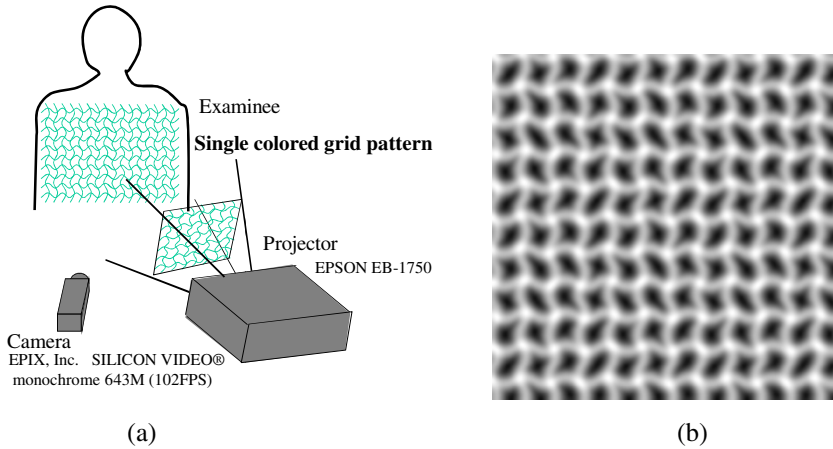 Examinee
Single colored grid pattern
Projector
EPSON EB-1750
Camera
EPIX, Inc. SILICON VIDEO®
monochrome 643M (102FPS)
(a)
(b)